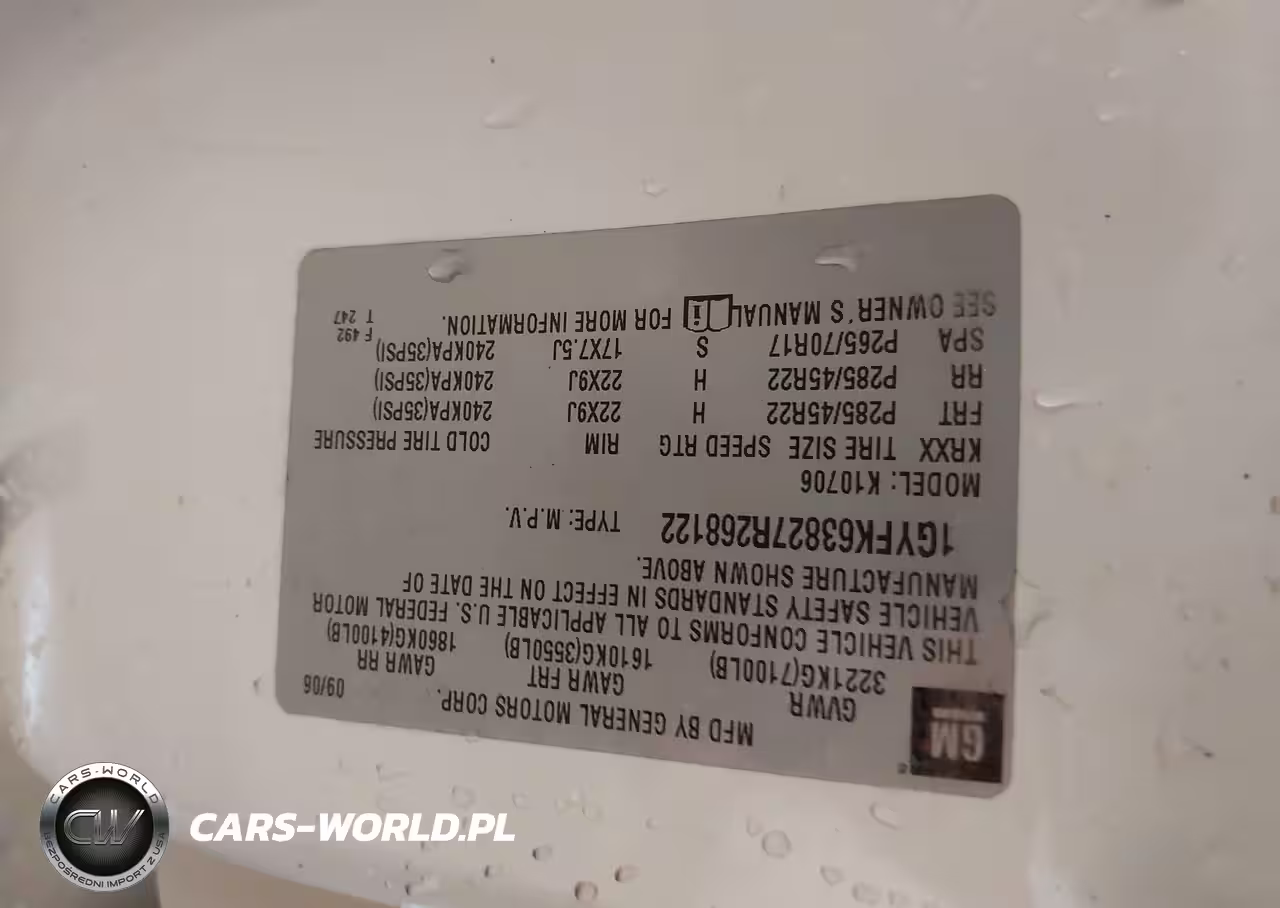 GM
MFD BY GENERAL MOTORS CORP. 09/06
GVWR GAWR FRT GAWR RR
3221KG(7100LB) 1610KG(3550LB) 1860KG(4100LB)
THIS VEHICLE CONFORMS TO ALL APPLICABLE U.S. FEDERAL MOTOR
VEHICLE SAFETY STANDARDS IN EFFECT ON THE DATE OF
MANUFACTURE SHOWN ABOVE.
1GYFK63827R268122 TYPE: M.P.V.
MODEL: K10706
KRXX TIRE SIZE SPEED RTG RIM COLD TIRE PRESSURE
FRT P285/45R22 H 22X9J 240KPA(35PSI)
RR P285/45R22 H 22X9J 240KPA(35PSI)
SPA P265/70R17 S 17X7.5J 240KPA(35PSI)
SEE OWNER'S MANUAL i FOR MORE INFORMATION.
F 492
T 247
CARS-WORLD
CW
BEZPOŚREDNI IMPORT Z USA
CARS-WORLD.PL